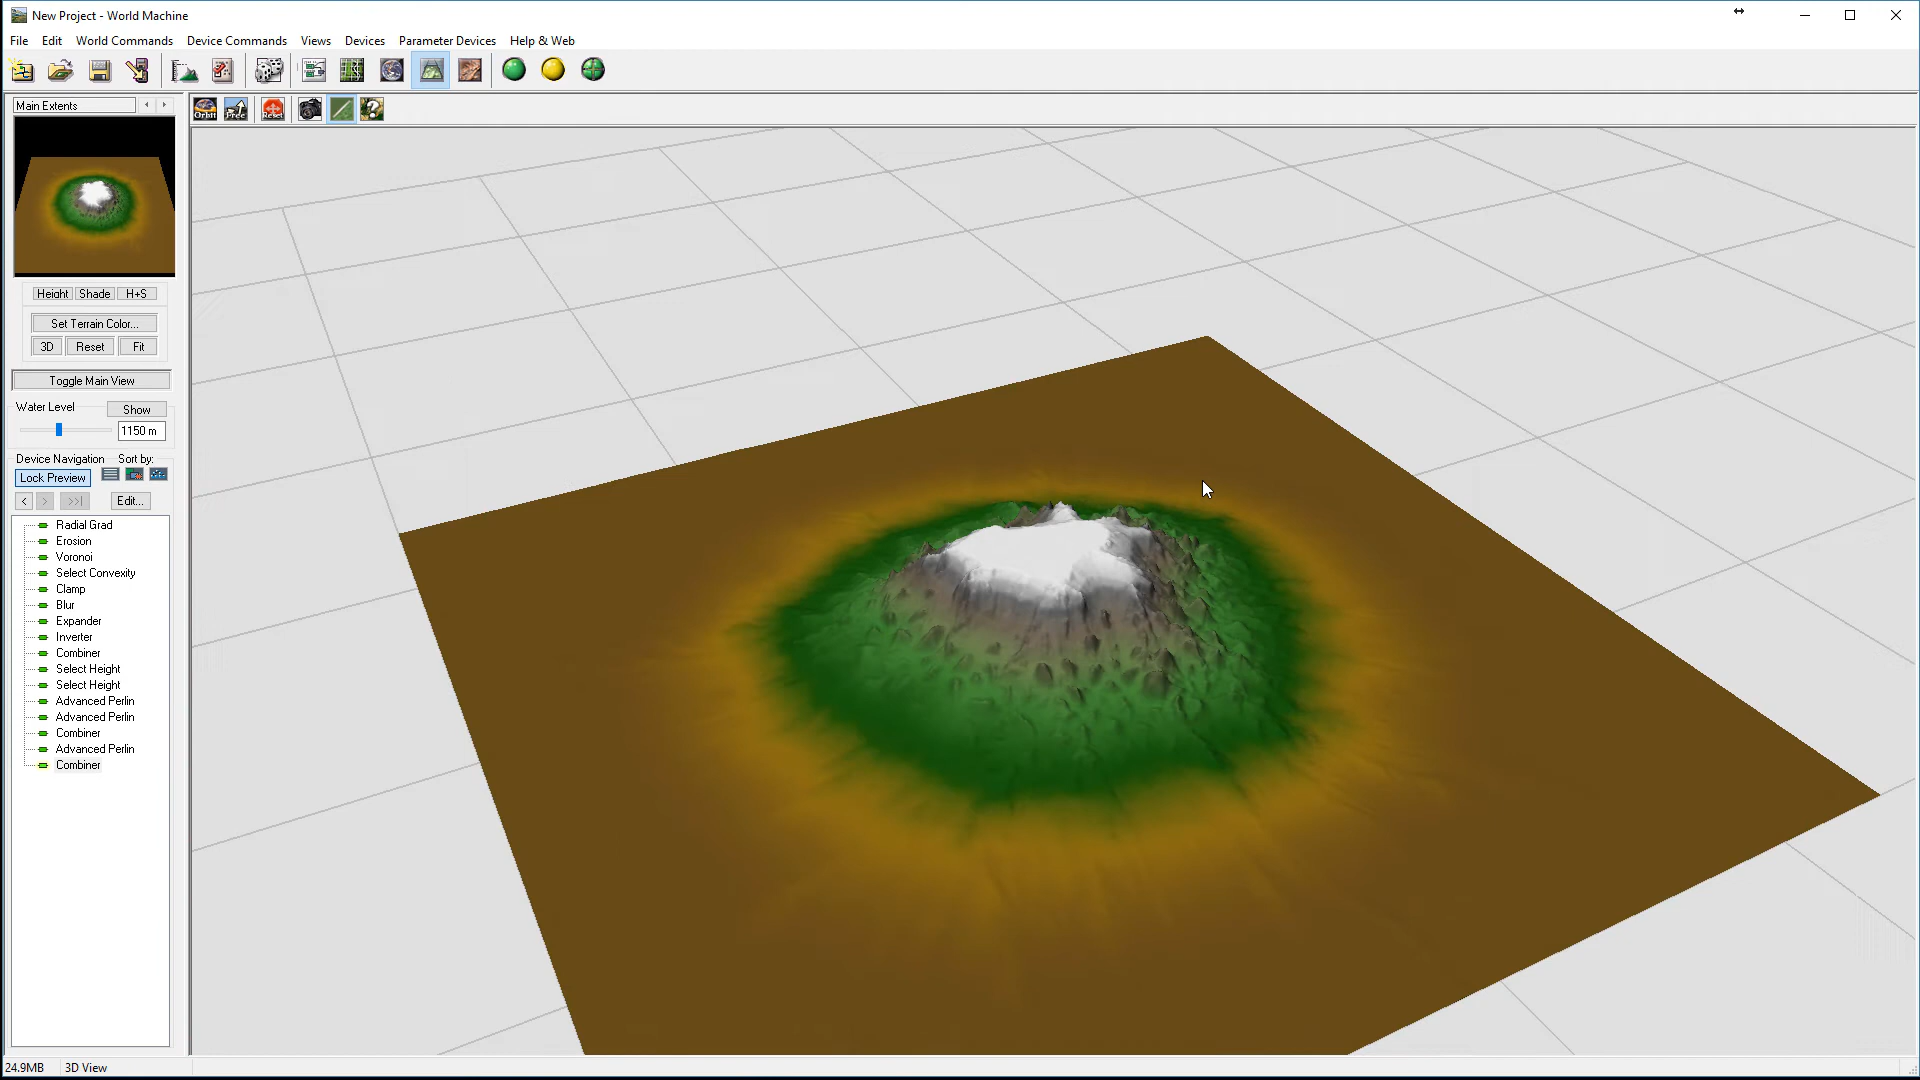 New Project - World Machine
File Edit World Commands Device Commands Views Devices Parameter Devices Help & Web
Main Extents
Orbit Free Reset
Height Shade H+S
Set Terrain Color...
3D Reset Fit
Toggle Main View
Water Level Show
1150 m
Device Navigation Sort by:
Lock Preview
< > >>| Edit...
Radial Grad
Erosion
Voronoi
Select Convexity
Clamp
Blur
Expander
Inverter
Combiner
Select Height
Select Height
Advanced Perlin
Advanced Perlin
Combiner
Advanced Perlin
Combiner
24.9MB 3D View